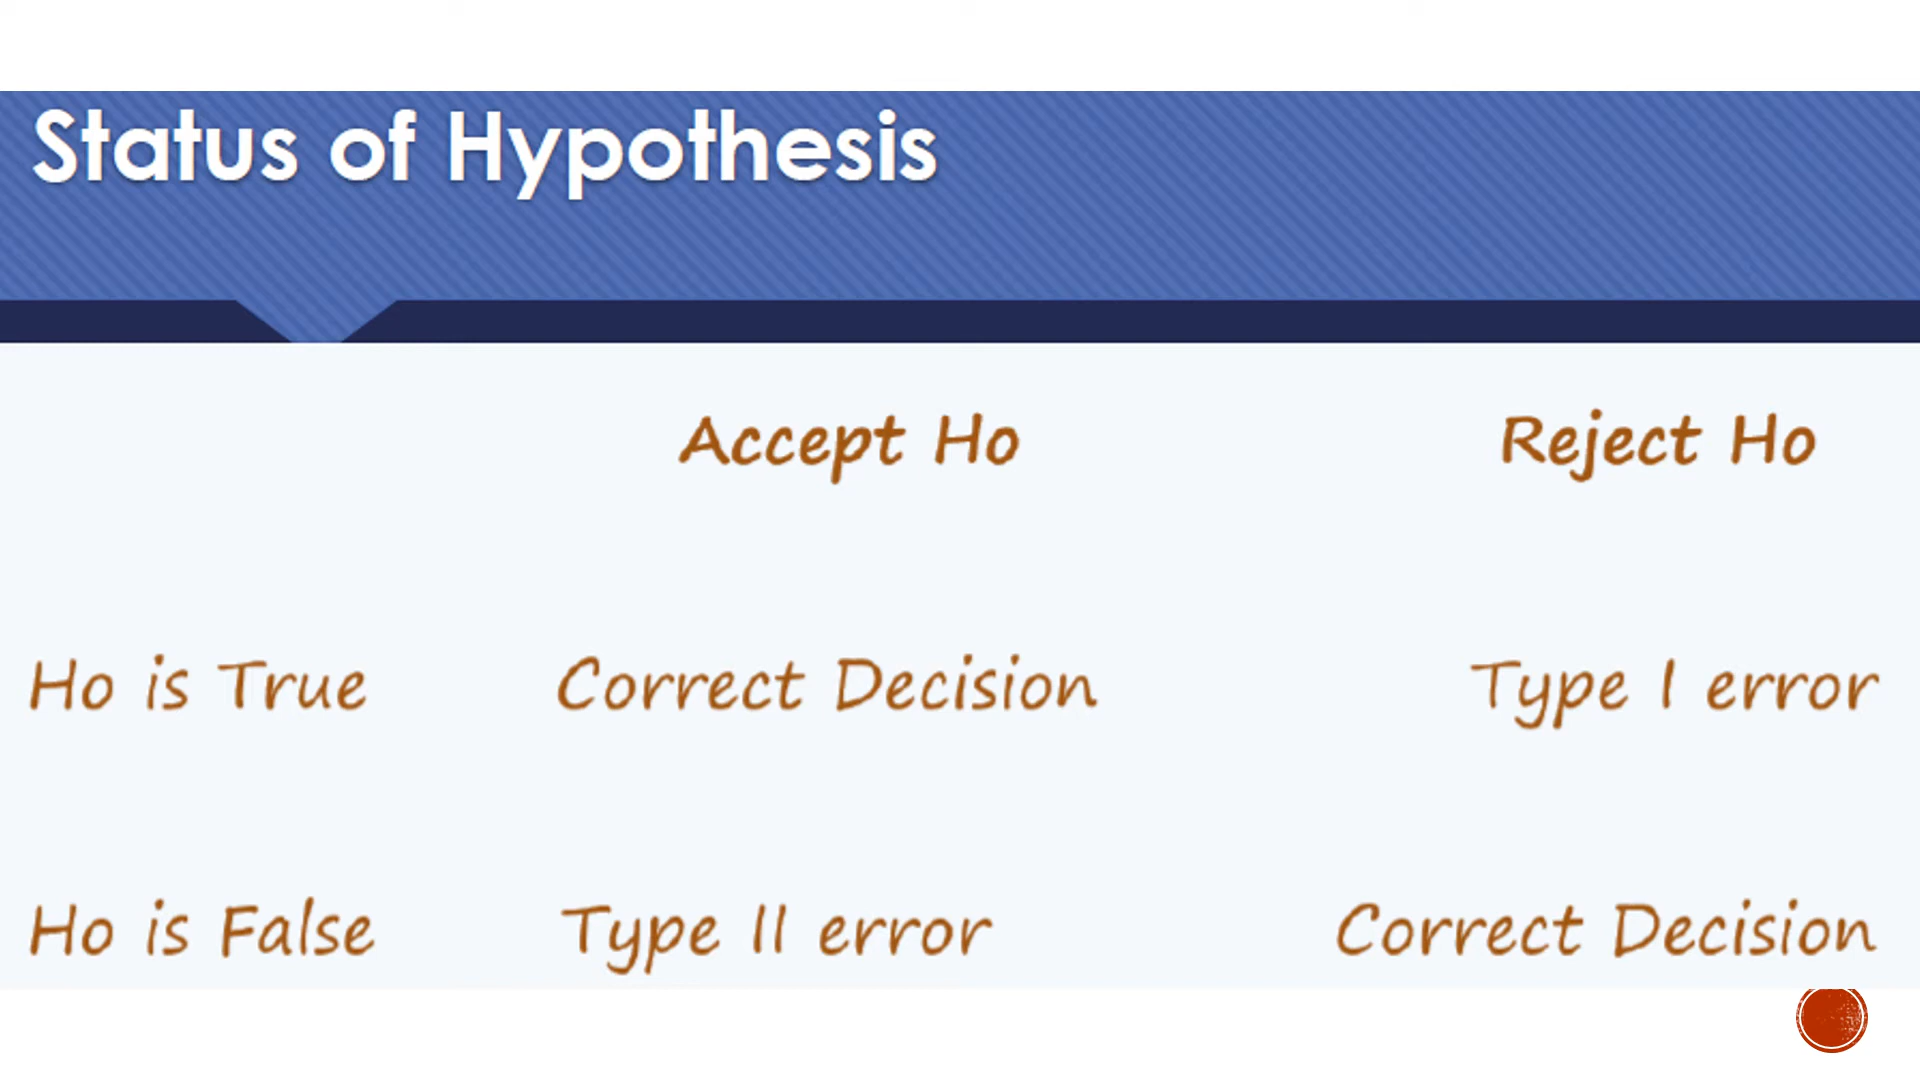 Status of Hypothesis
Accept Ho Reject Ho
Ho is True Correct Decision Type I error
Ho is False Type II error Correct Decision